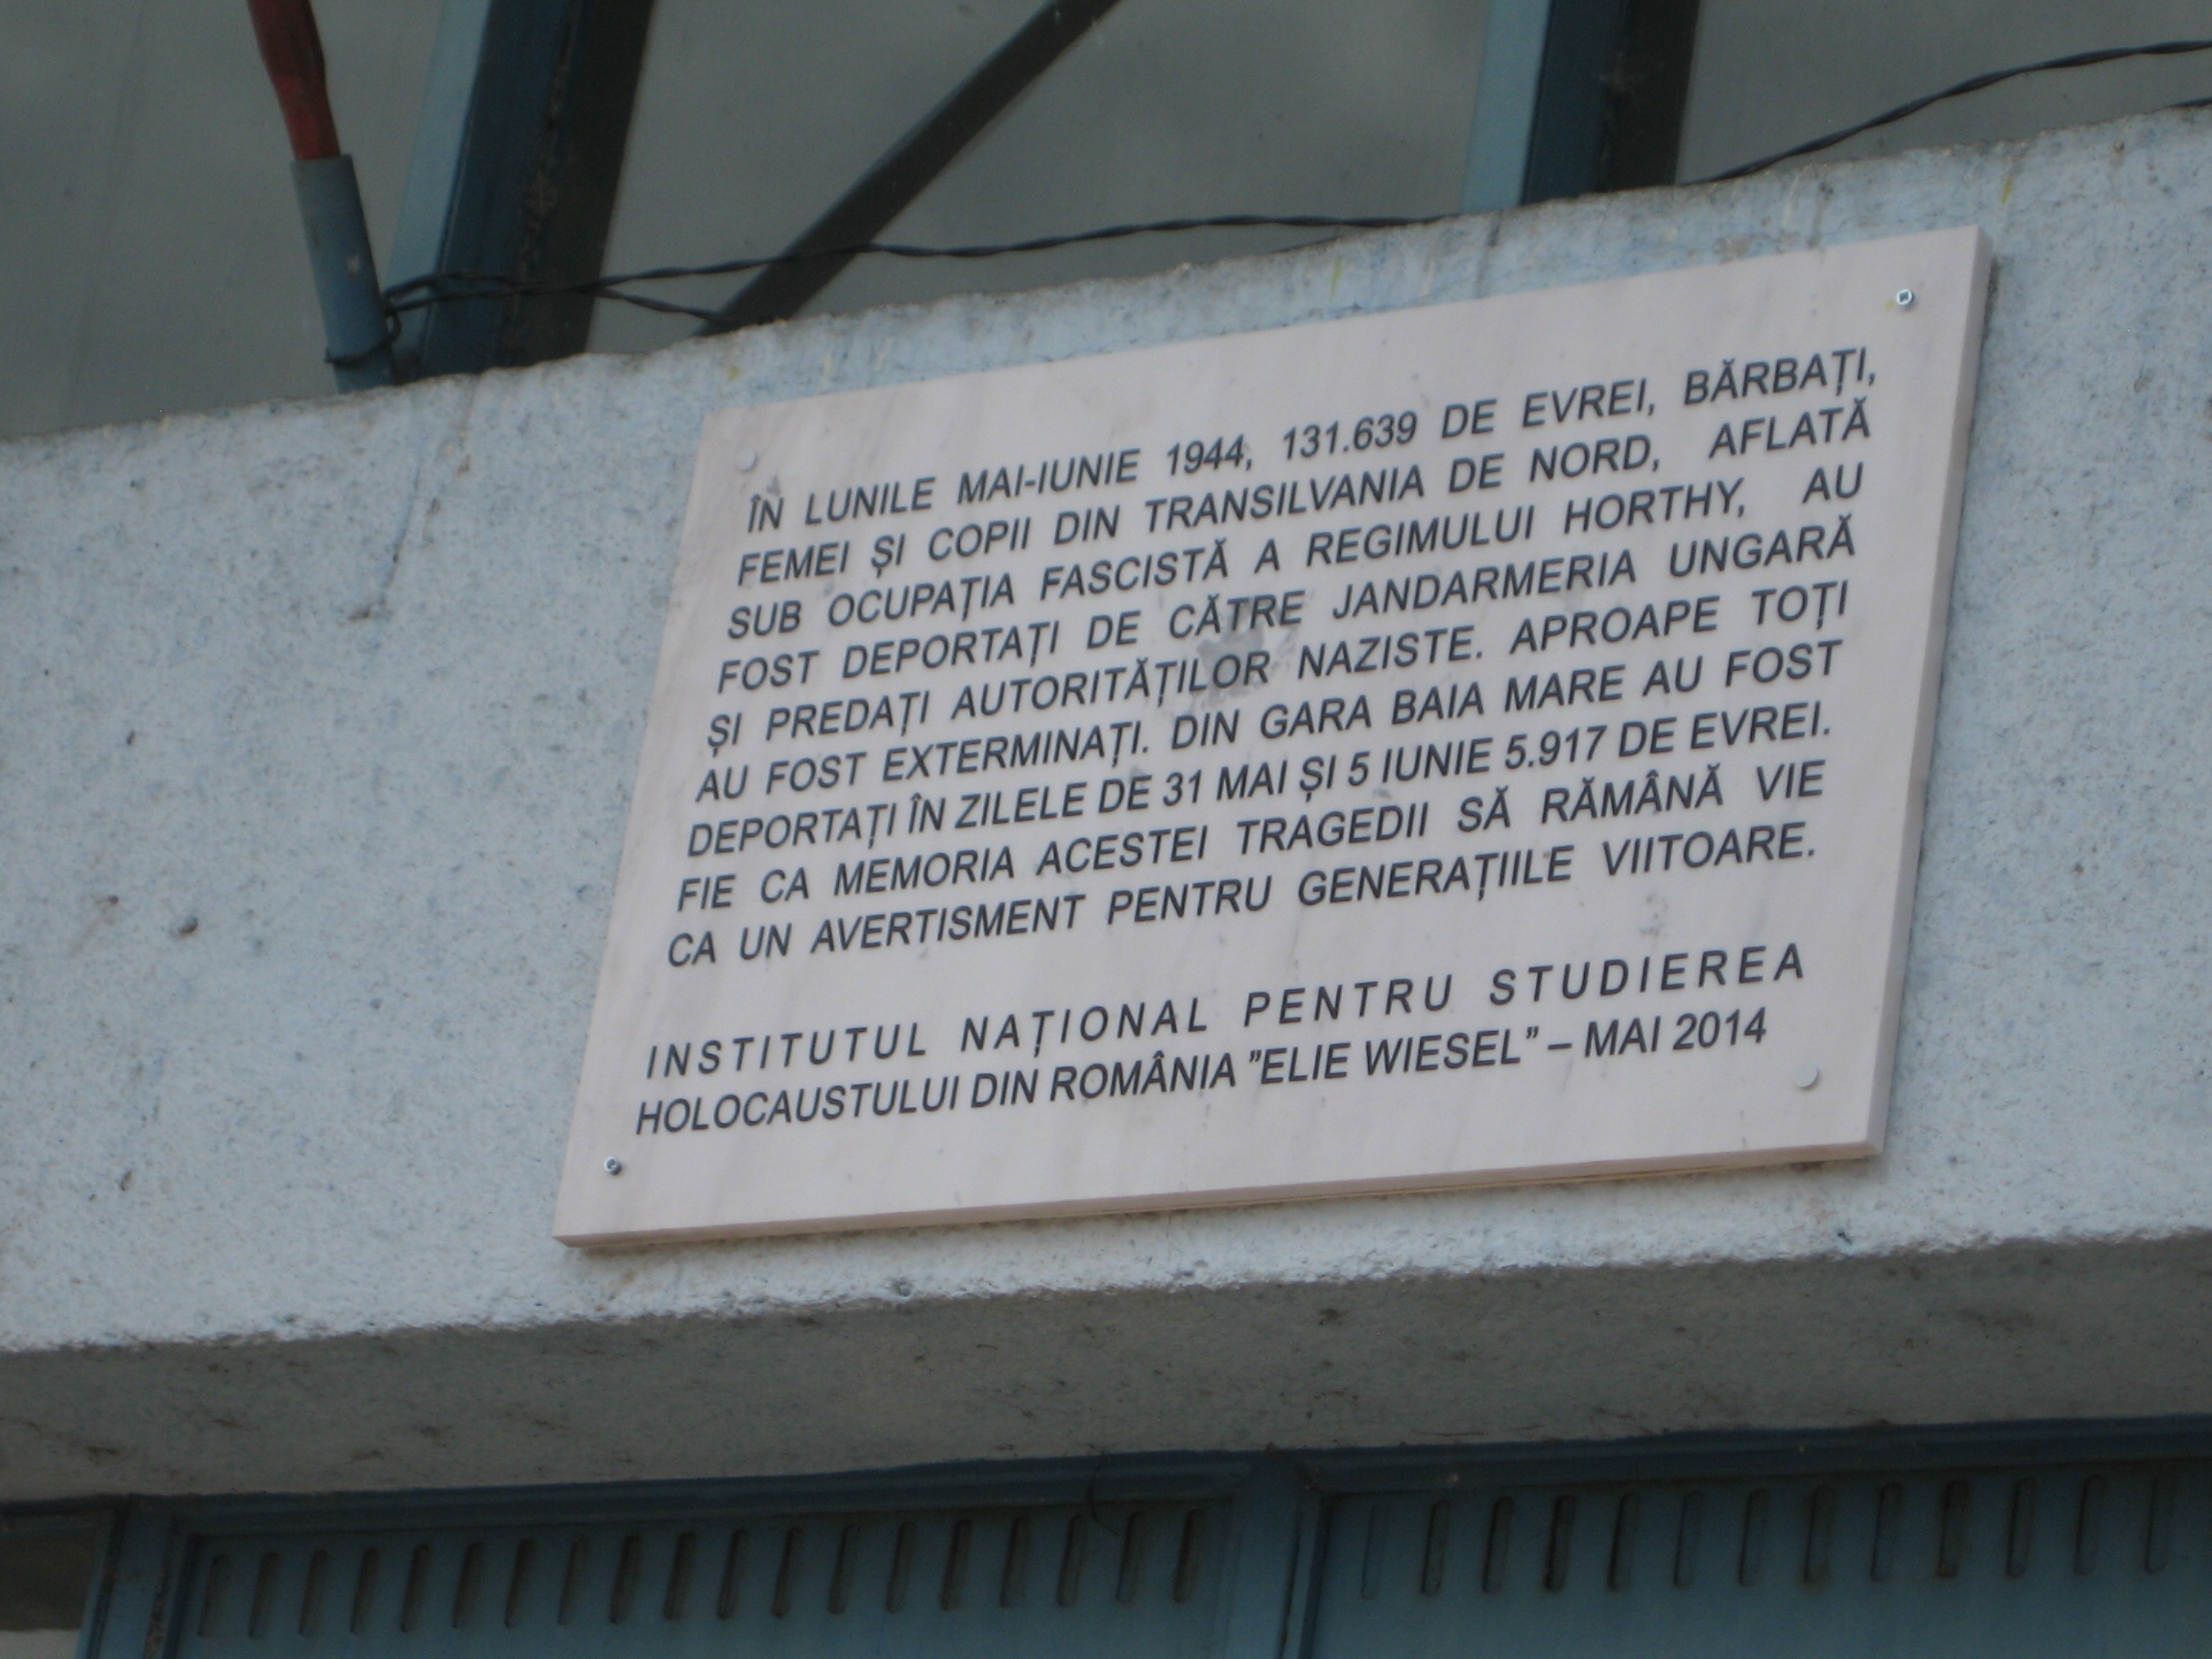 ÎN LUNILE MAI-IUNIE 1944, 131.639 DE EVREI, BĂRBAȚI,
FEMEI ȘI COPII DIN TRANSILVANIA DE NORD, AFLATĂ
SUB OCUPAȚIA FASCISTĂ A REGIMULUI HORTHY, AU
FOST DEPORTAȚI DE CĂTRE JANDARMERIA UNGARĂ
ȘI PREDAȚI AUTORITĂȚILOR NAZISTE. APROAPE TOȚI
AU FOST EXTERMINAȚI. DIN GARA BAIA MARE AU FOST
DEPORTAȚI ÎN ZILELE DE 31 MAI ȘI 5 IUNIE 5.917 DE EVREI.
FIE CA MEMORIA ACESTEI TRAGEDII SĂ RĂMÂNĂ VIE
CA UN AVERTISMENT PENTRU GENERAȚIILE VIITOARE.
INSTITUTUL NAȚIONAL PENTRU STUDIEREA
HOLOCAUSTULUI DIN ROMÂNIA ”ELIE WIESEL” – MAI 2014